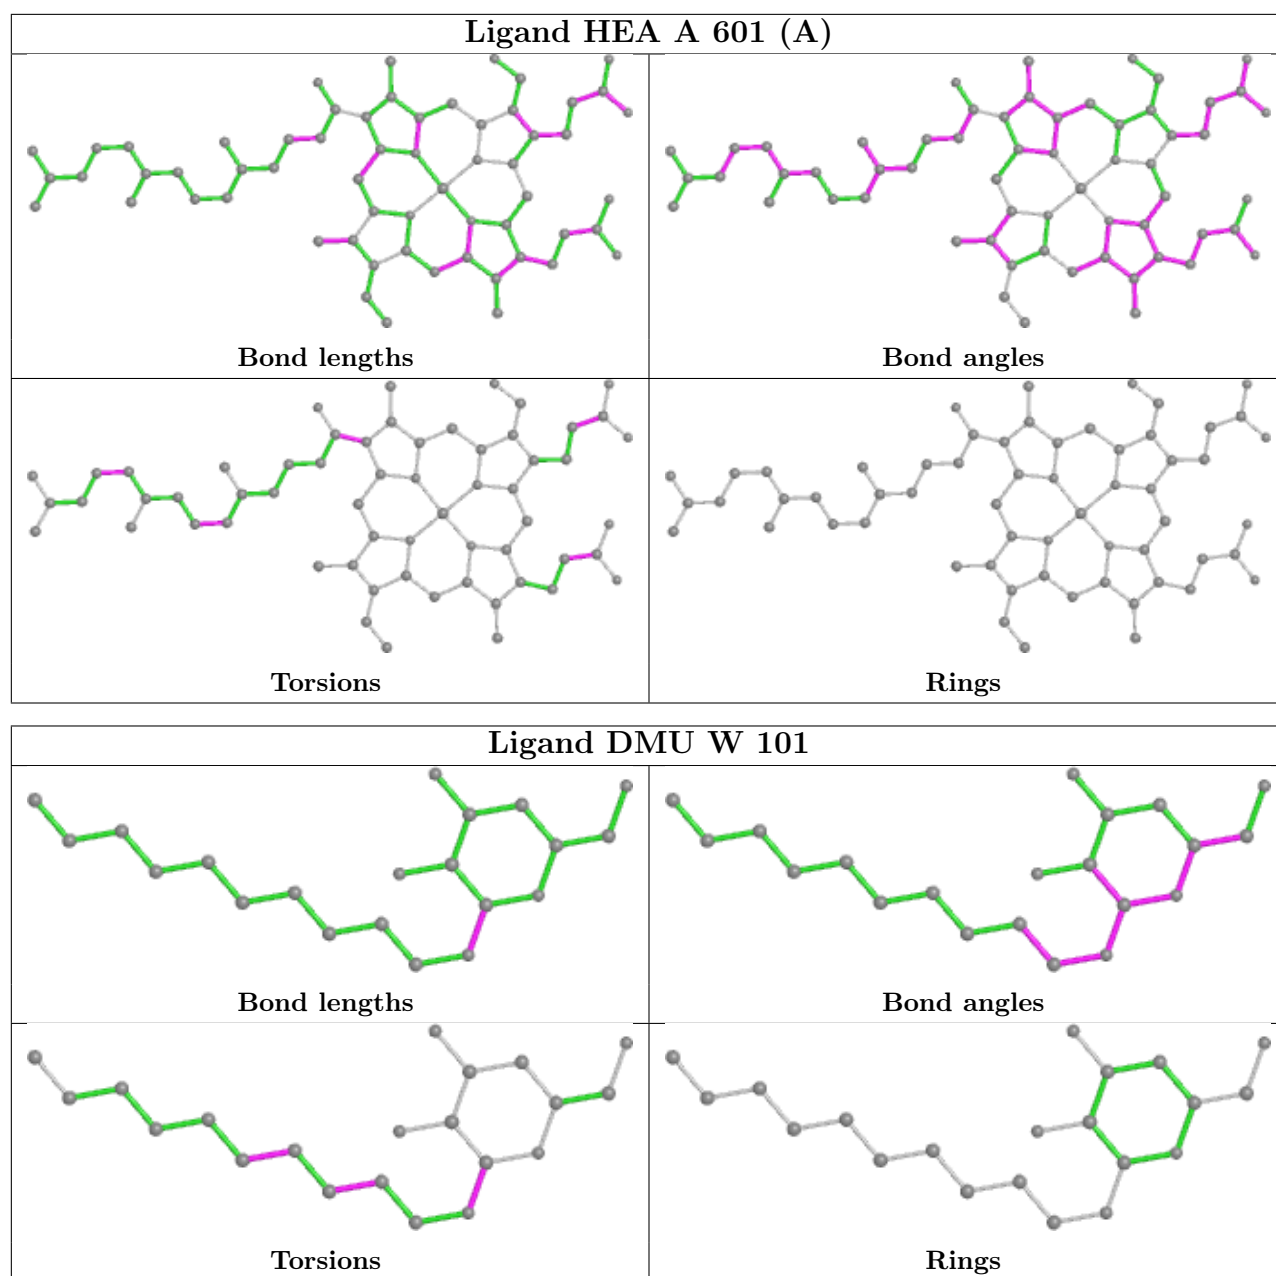 Ligand HEA A 601 (A)
Bond lengths
Bond angles
Torsions
Rings
Ligand DMU W 101
Bond lengths
Bond angles
Torsions
Rings